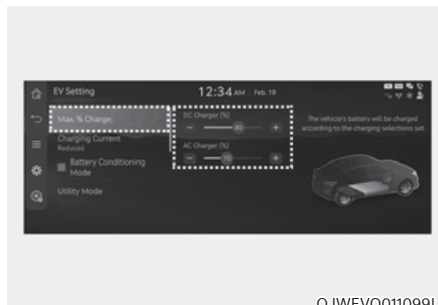 EV Setting
12:34 AM Feb. 19
Max. % Charge
Charging Current
Reduced
Battery Conditioning
Mode
Utility Mode
DC Charger (%)
80
AC Charger (%)
70
The vehicle's battery will be charged
according to the charging selections set.